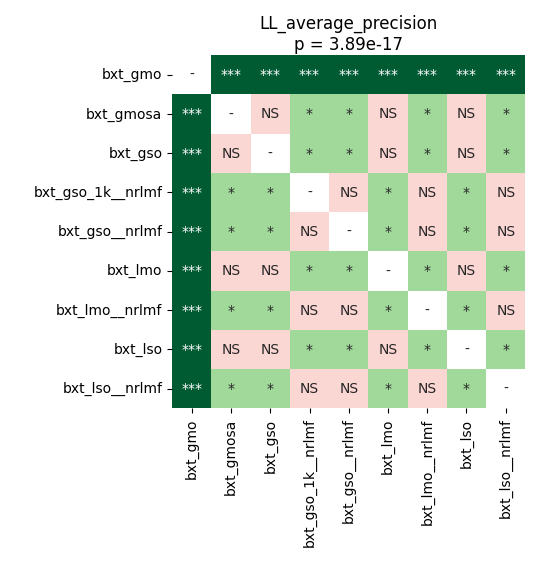 LL_average_precision
p = 3.89e-17
bxt_gmo - *** *** *** *** *** *** *** ***
bxt_gmosa *** - NS * * NS * NS *
bxt_gso *** NS - * * NS * NS *
bxt_gso_1k__nrlmf *** * * - NS * NS * NS
bxt_gso__nrlmf *** * * NS - * NS * NS
bxt_lmo *** NS NS * * - * NS *
bxt_lmo__nrlmf *** * * NS NS * - * NS
bxt_lso *** NS NS * * NS * - *
bxt_lso__nrlmf *** * * NS NS * NS * -
bxt_gmo
bxt_gmosa
bxt_gso
bxt_gso_1k__nrlmf
bxt_gso__nrlmf
bxt_lmo
bxt_lmo__nrlmf
bxt_lso
bxt_lso__nrlmf